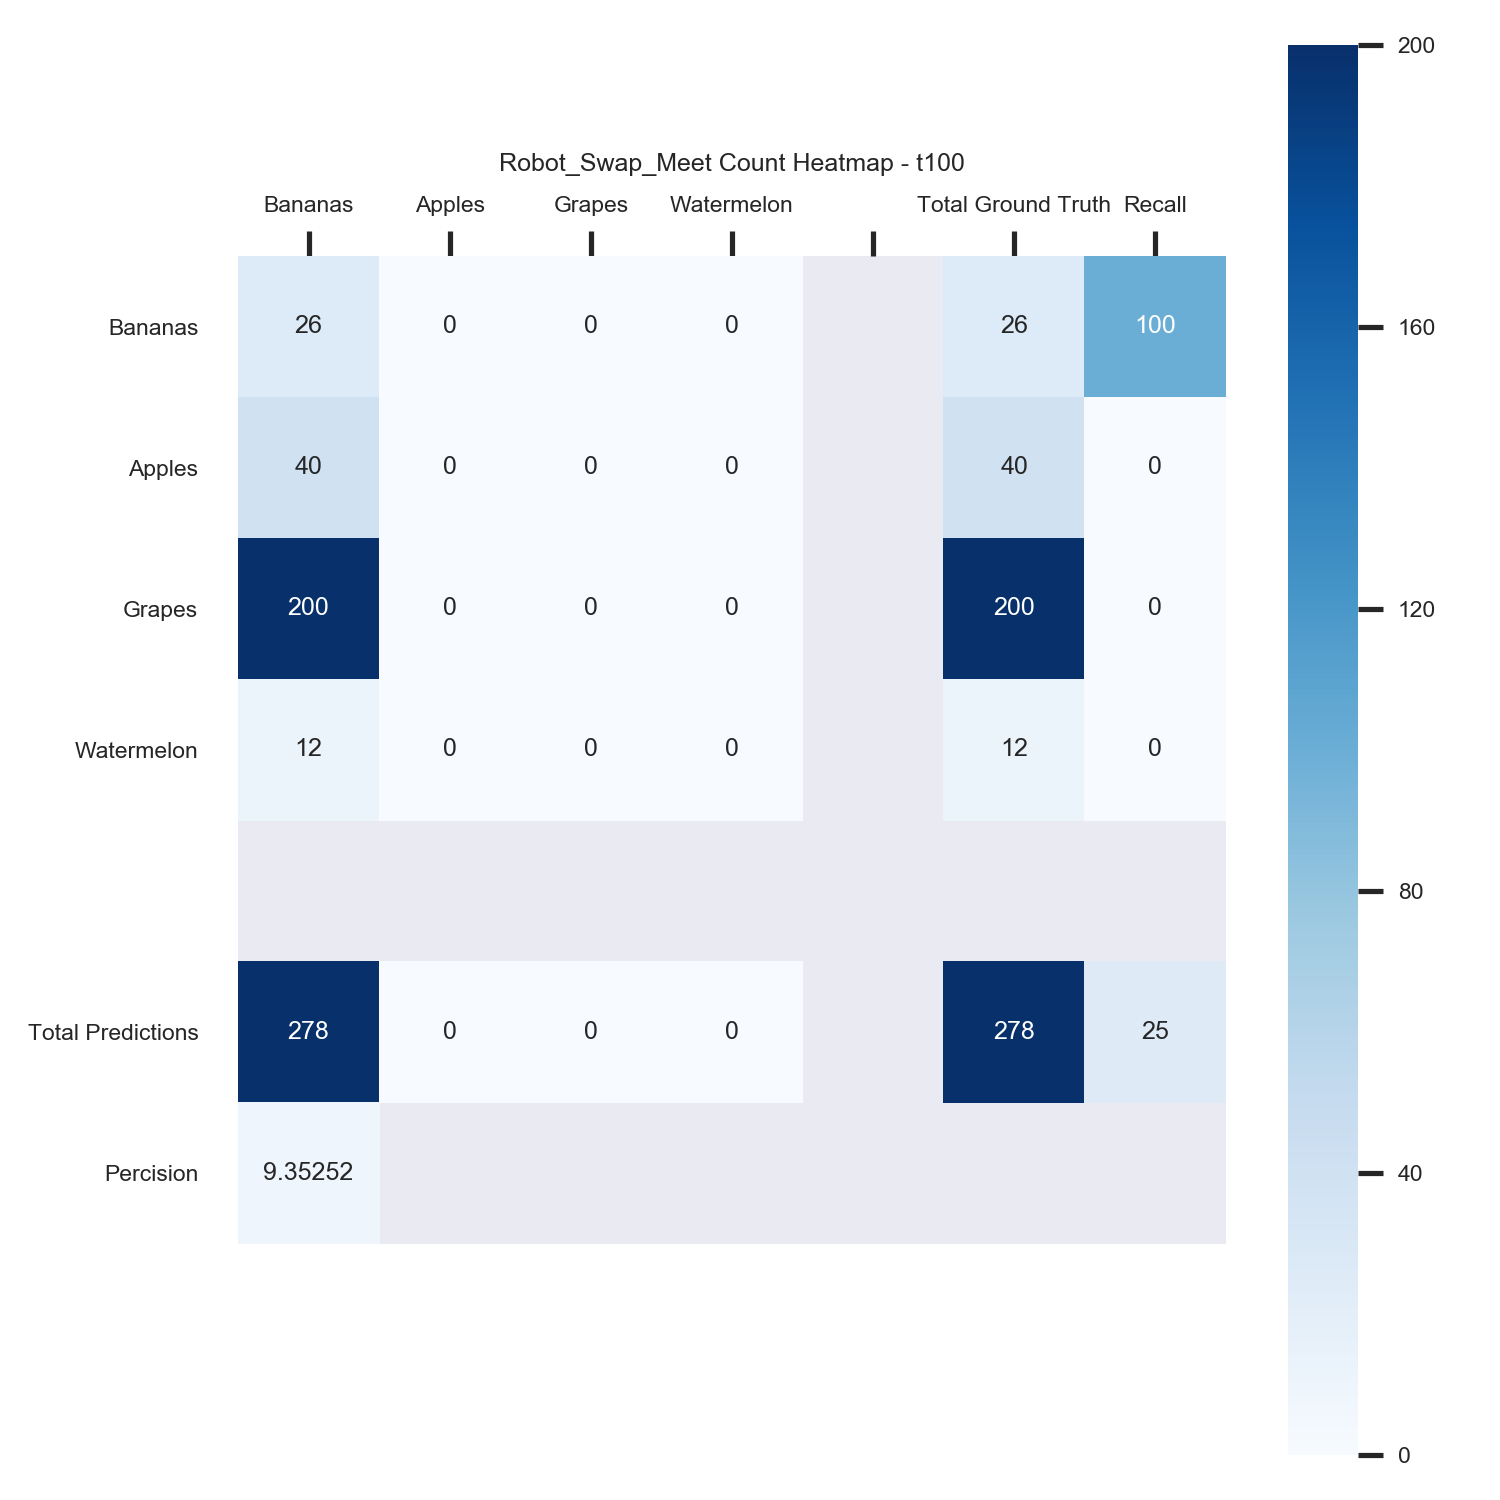 Robot_Swap_Meet Count Heatmap - t100
Bananas Apples Grapes Watermelon Total Ground Truth Recall
Bananas 26 0 0 0 26 100
Apples 40 0 0 0 40 0
Grapes 200 0 0 0 200 0
Watermelon 12 0 0 0 12 0
Total Predictions 278 0 0 0 278 25
Percision 9.35252
200
160
120
80
40
0